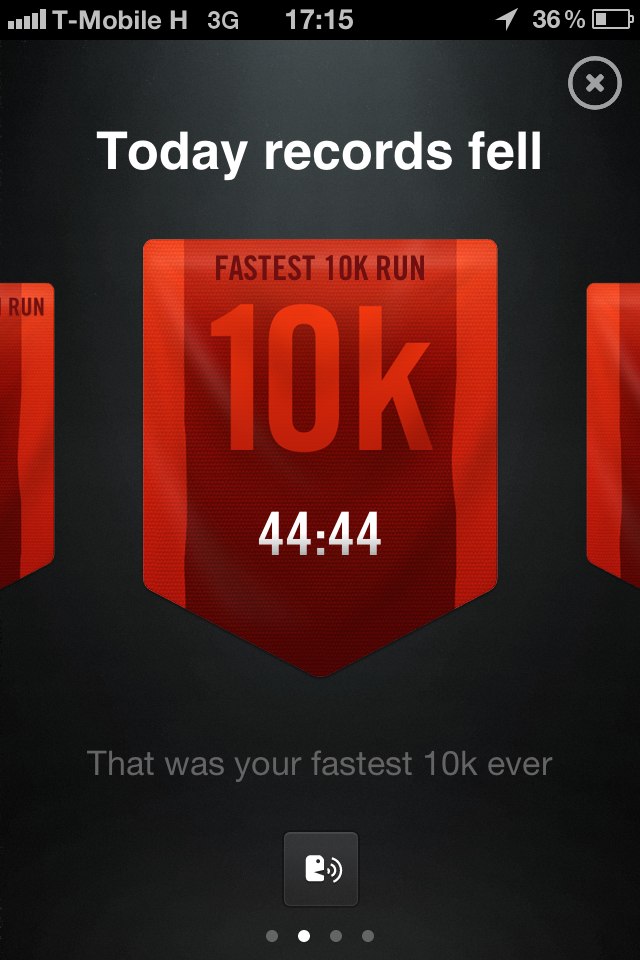 T-Mobile H 3G 17:15 36%
Today records fell
FASTEST 10K RUN
RUN
10k
44:44
That was your fastest 10k ever